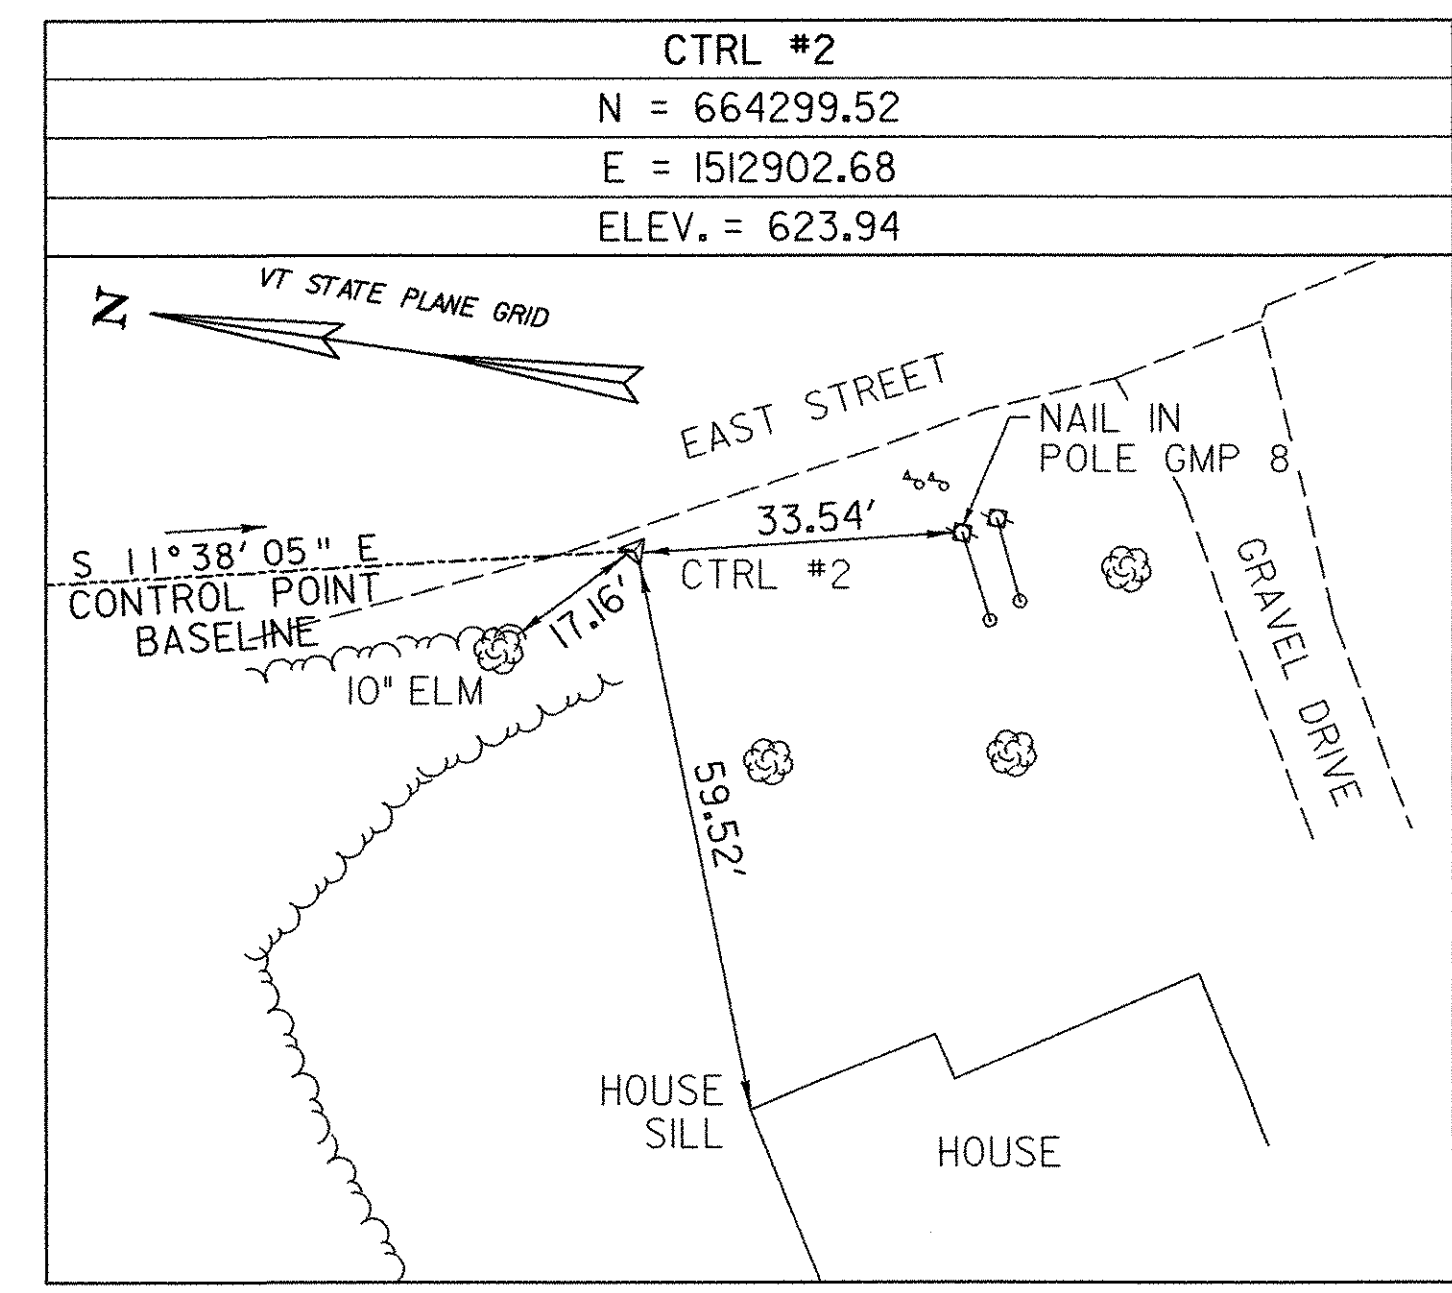 CTRL #2
N = 664299.52
E = 1512902.68
ELEV. = 623.94
N
VT STATE PLANE GRID
EAST STREET
NAIL IN
POLE GMP 8
33.54'
S 11°38'05" E
CONTROL POINT
BASELINE
CTRL #2
17.16'
10" ELM
GRAVEL DRIVE
59.52'
HOUSE
SILL
HOUSE